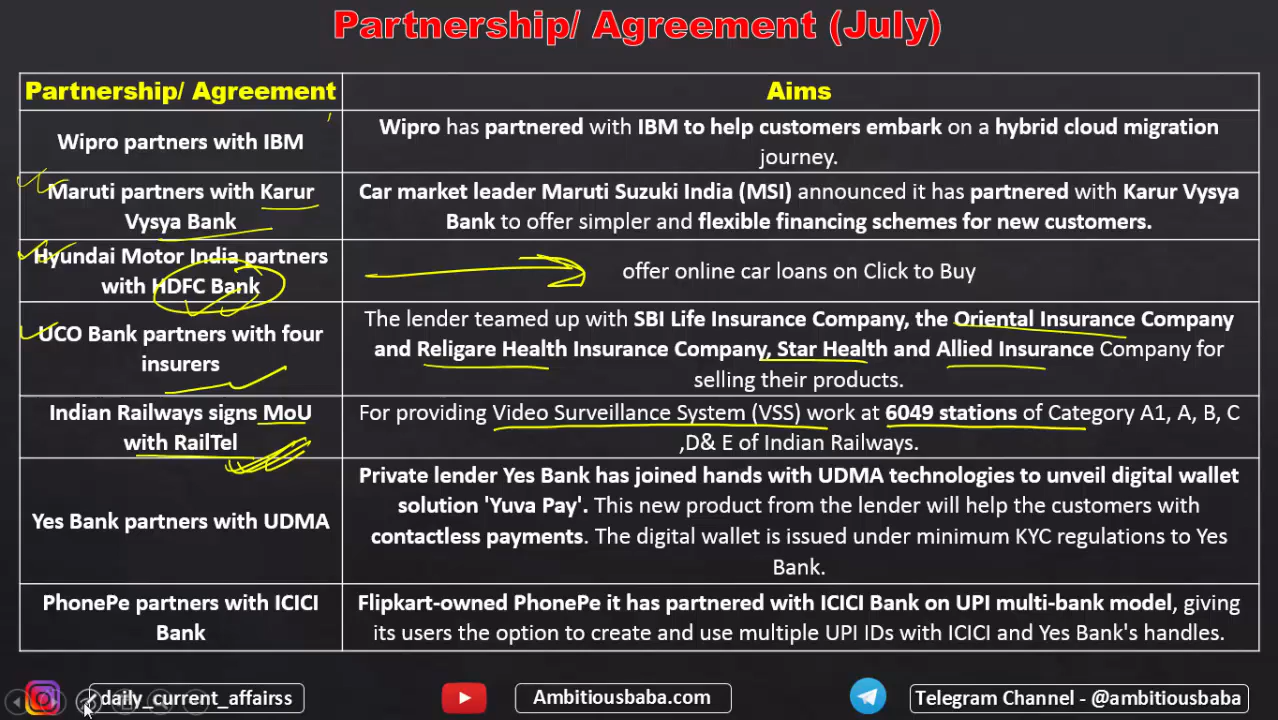 Partnership/ Agreement (July)
Partnership/ Agreement
Aims
Wipro partners with IBM
Wipro has partnered with IBM to help customers embark on a hybrid cloud migration
journey.
Maruti partners with Karur
Vysya Bank
Car market leader Maruti Suzuki India (MSI) announced it has partnered with Karur Vysya
Bank to offer simpler and flexible financing schemes for new customers.
Hyundai Motor India partners
with HDFC Bank
offer online car loans on Click to Buy
UCO Bank partners with four
insurers
The lender teamed up with SBI Life Insurance Company, the Oriental Insurance Company
and Religare Health Insurance Company, Star Health and Allied Insurance Company for
selling their products.
Indian Railways signs MoU
with RailTel
For providing Video Surveillance System (VSS) work at 6049 stations of Category A1, A, B, C
,D& E of Indian Railways.
Yes Bank partners with UDMA
Private lender Yes Bank has joined hands with UDMA technologies to unveil digital wallet
solution 'Yuva Pay'. This new product from the lender will help the customers with
contactless payments. The digital wallet is issued under minimum KYC regulations to Yes
Bank.
PhonePe partners with ICICI
Bank
Flipkart-owned PhonePe it has partnered with ICICI Bank on UPI multi-bank model, giving
its users the option to create and use multiple UPI IDs with ICICI and Yes Bank's handles.
daily_current_affairss
Ambitiousbaba.com
Telegram Channel - @ambitiousbaba